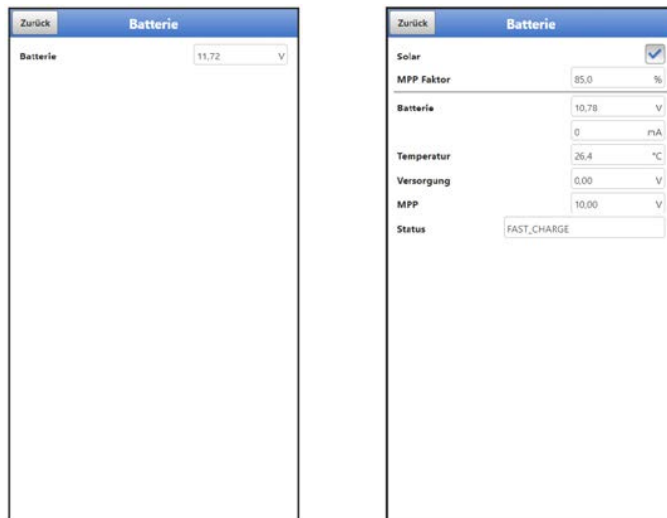 Zurück Batterie
Batterie 11,72 V
Zurück Batterie
Solar
MPP Faktor 85,0 %
Batterie 10,78 V
0 mA
Temperatur 26,4 °C
Versorgung 0,00 V
MPP 10,00 V
Status FAST_CHARGE